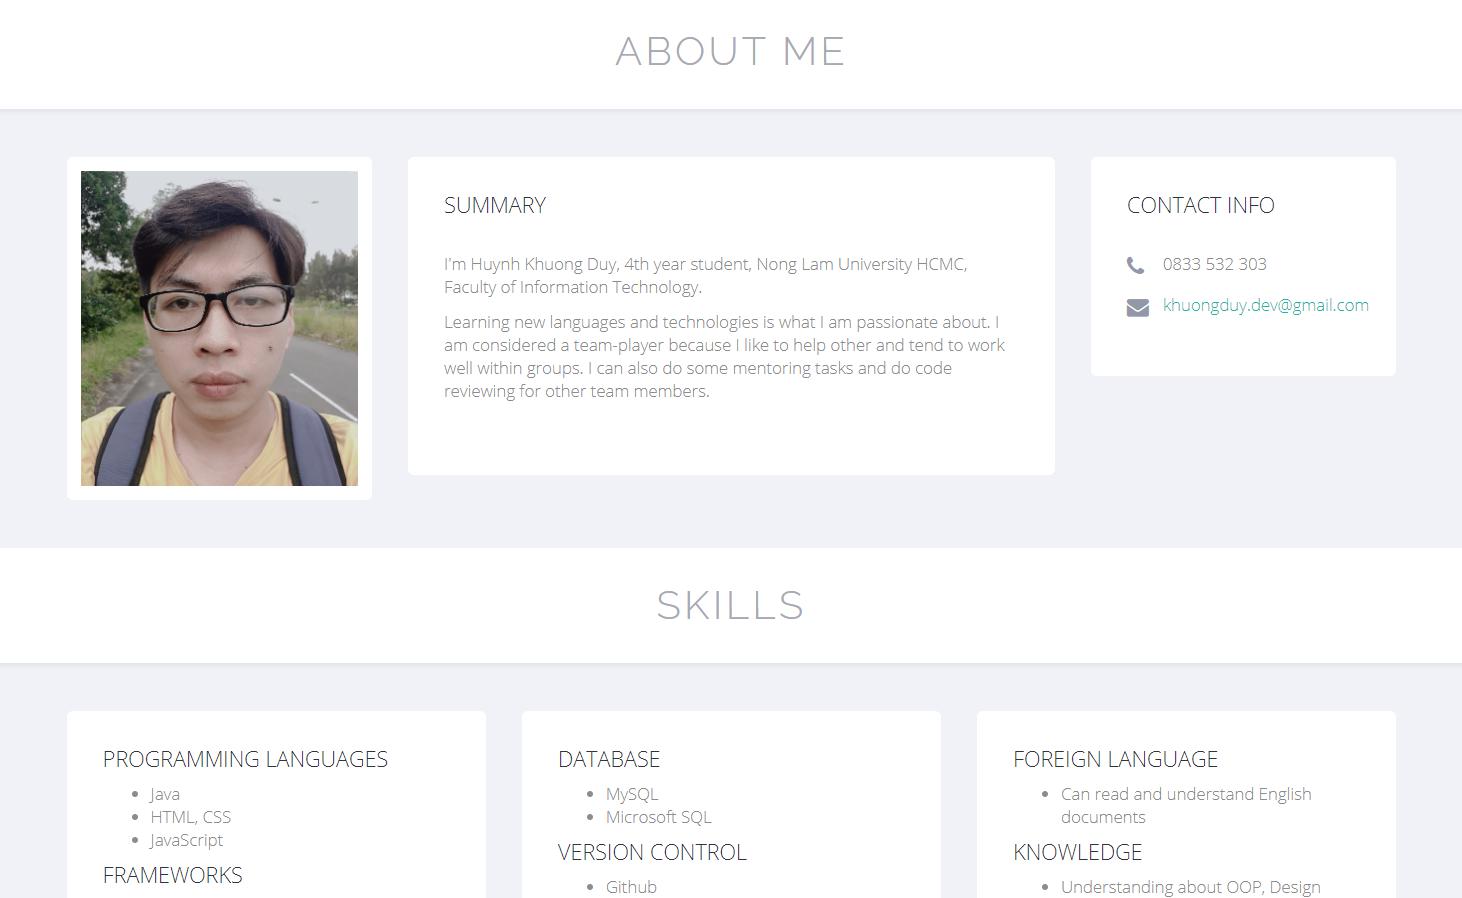 ABOUT ME
SUMMARY
I'm Huynh Khuong Duy, 4th year student, Nong Lam University HCMC,
Faculty of Information Technology.
Learning new languages and technologies is what I am passionate about. I
am considered a team-player because I like to help other and tend to work
well within groups. I can also do some mentoring tasks and do code
reviewing for other team members.
CONTACT INFO
0833 532 303
khuongduy.dev@gmail.com
SKILLS
PROGRAMMING LANGUAGES
• Java
• HTML, CSS
• JavaScript
FRAMEWORKS
DATABASE
• MySQL
• Microsoft SQL
VERSION CONTROL
• Github
FOREIGN LANGUAGE
• Can read and understand English
documents
KNOWLEDGE
• Understanding about OOP, Design